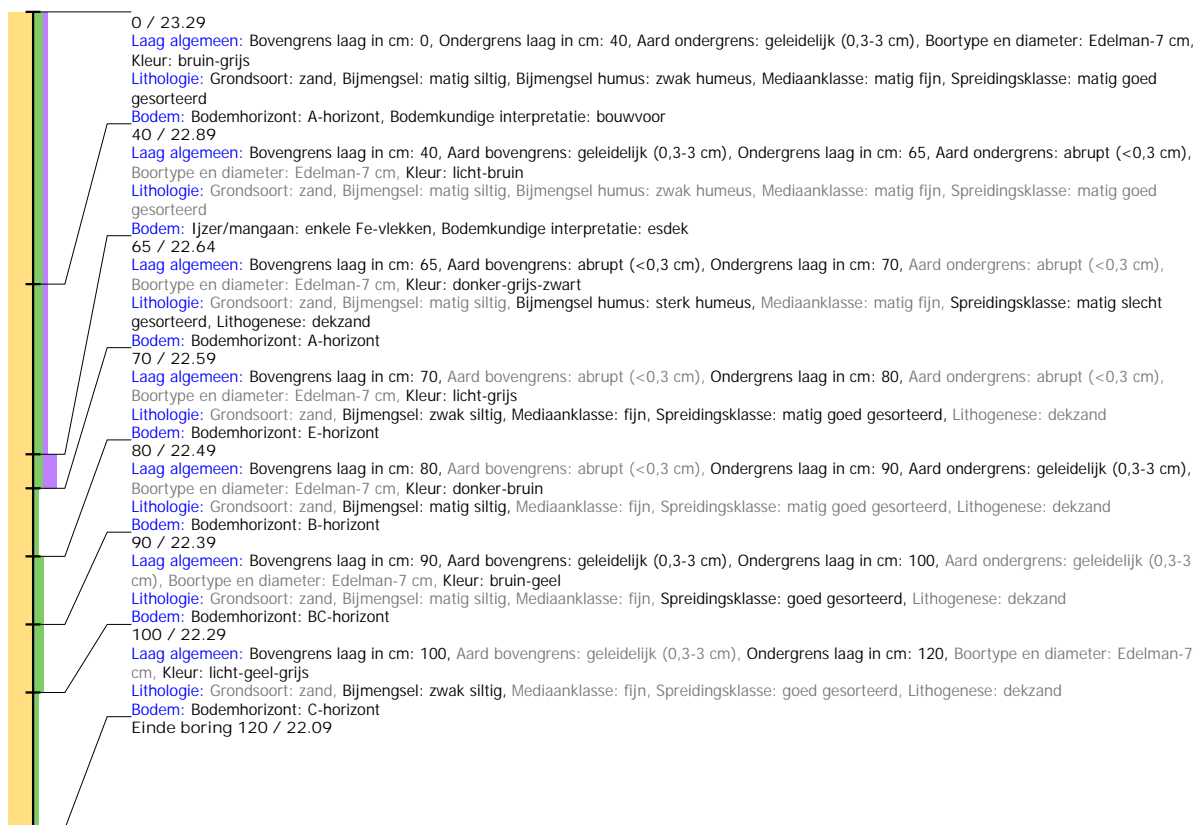 0 / 23.29
Laag algemeen: Bovengrens laag in cm: 0, Ondergrens laag in cm: 40, Aard ondergrens: geleidelijk (0,3-3 cm), Boortype en diameter: Edelman-7 cm,
Kleur: bruin-grijs
Lithologie: Grondsoort: zand, Bijmengsel: matig siltig, Bijmengsel humus: zwak humeus, Mediaanklasse: matig fijn, Spreidingsklasse: matig goed
gesorteerd
Bodem: Bodemhorizont: A-horizont, Bodemkundige interpretatie: bouwvoor
40 / 22.89
Laag algemeen: Bovengrens laag in cm: 40, Aard bovengrens: geleidelijk (0,3-3 cm), Ondergrens laag in cm: 65, Aard ondergrens: abrupt (<0,3 cm),
Boortype en diameter: Edelman-7 cm, Kleur: licht-bruin
Lithologie: Grondsoort: zand, Bijmengsel: matig siltig, Bijmengsel humus: zwak humeus, Mediaanklasse: matig fijn, Spreidingsklasse: matig goed
gesorteerd
Bodem: Ijzer/mangaan: enkele Fe-vlekken, Bodemkundige interpretatie: esdek
65 / 22.64
Laag algemeen: Bovengrens laag in cm: 65, Aard bovengrens: abrupt (<0,3 cm), Ondergrens laag in cm: 70, Aard ondergrens: abrupt (<0,3 cm),
Boortype en diameter: Edelman-7 cm, Kleur: donker-grijs-zwart
Lithologie: Grondsoort: zand, Bijmengsel: matig siltig, Bijmengsel humus: sterk humeus, Mediaanklasse: matig fijn, Spreidingsklasse: matig slecht
gesorteerd, Lithogenese: dekzand
Bodem: Bodemhorizont: A-horizont
70 / 22.59
Laag algemeen: Bovengrens laag in cm: 70, Aard bovengrens: abrupt (<0,3 cm), Ondergrens laag in cm: 80, Aard ondergrens: abrupt (<0,3 cm),
Boortype en diameter: Edelman-7 cm, Kleur: licht-grijs
Lithologie: Grondsoort: zand, Bijmengsel: zwak siltig, Mediaanklasse: fijn, Spreidingsklasse: matig goed gesorteerd, Lithogenese: dekzand
Bodem: Bodemhorizont: E-horizont
80 / 22.49
Laag algemeen: Bovengrens laag in cm: 80, Aard bovengrens: abrupt (<0,3 cm), Ondergrens laag in cm: 90, Aard ondergrens: geleidelijk (0,3-3 cm),
Boortype en diameter: Edelman-7 cm, Kleur: donker-bruin
Lithologie: Grondsoort: zand, Bijmengsel: matig siltig, Mediaanklasse: fijn, Spreidingsklasse: matig goed gesorteerd, Lithogenese: dekzand
Bodem: Bodemhorizont: B-horizont
90 / 22.39
Laag algemeen: Bovengrens laag in cm: 90, Aard bovengrens: geleidelijk (0,3-3 cm), Ondergrens laag in cm: 100, Aard ondergrens: geleidelijk (0,3-3
cm), Boortype en diameter: Edelman-7 cm, Kleur: bruin-geel
Lithologie: Grondsoort: zand, Bijmengsel: matig siltig, Mediaanklasse: fijn, Spreidingsklasse: goed gesorteerd, Lithogenese: dekzand
Bodem: Bodemhorizont: BC-horizont
100 / 22.29
Laag algemeen: Bovengrens laag in cm: 100, Aard bovengrens: geleidelijk (0,3-3 cm), Ondergrens laag in cm: 120, Boortype en diameter: Edelman-7
cm, Kleur: licht-geel-grijs
Lithologie: Grondsoort: zand, Bijmengsel: zwak siltig, Mediaanklasse: fijn, Spreidingsklasse: goed gesorteerd, Lithogenese: dekzand
Bodem: Bodemhorizont: C-horizont
Einde boring 120 / 22.09